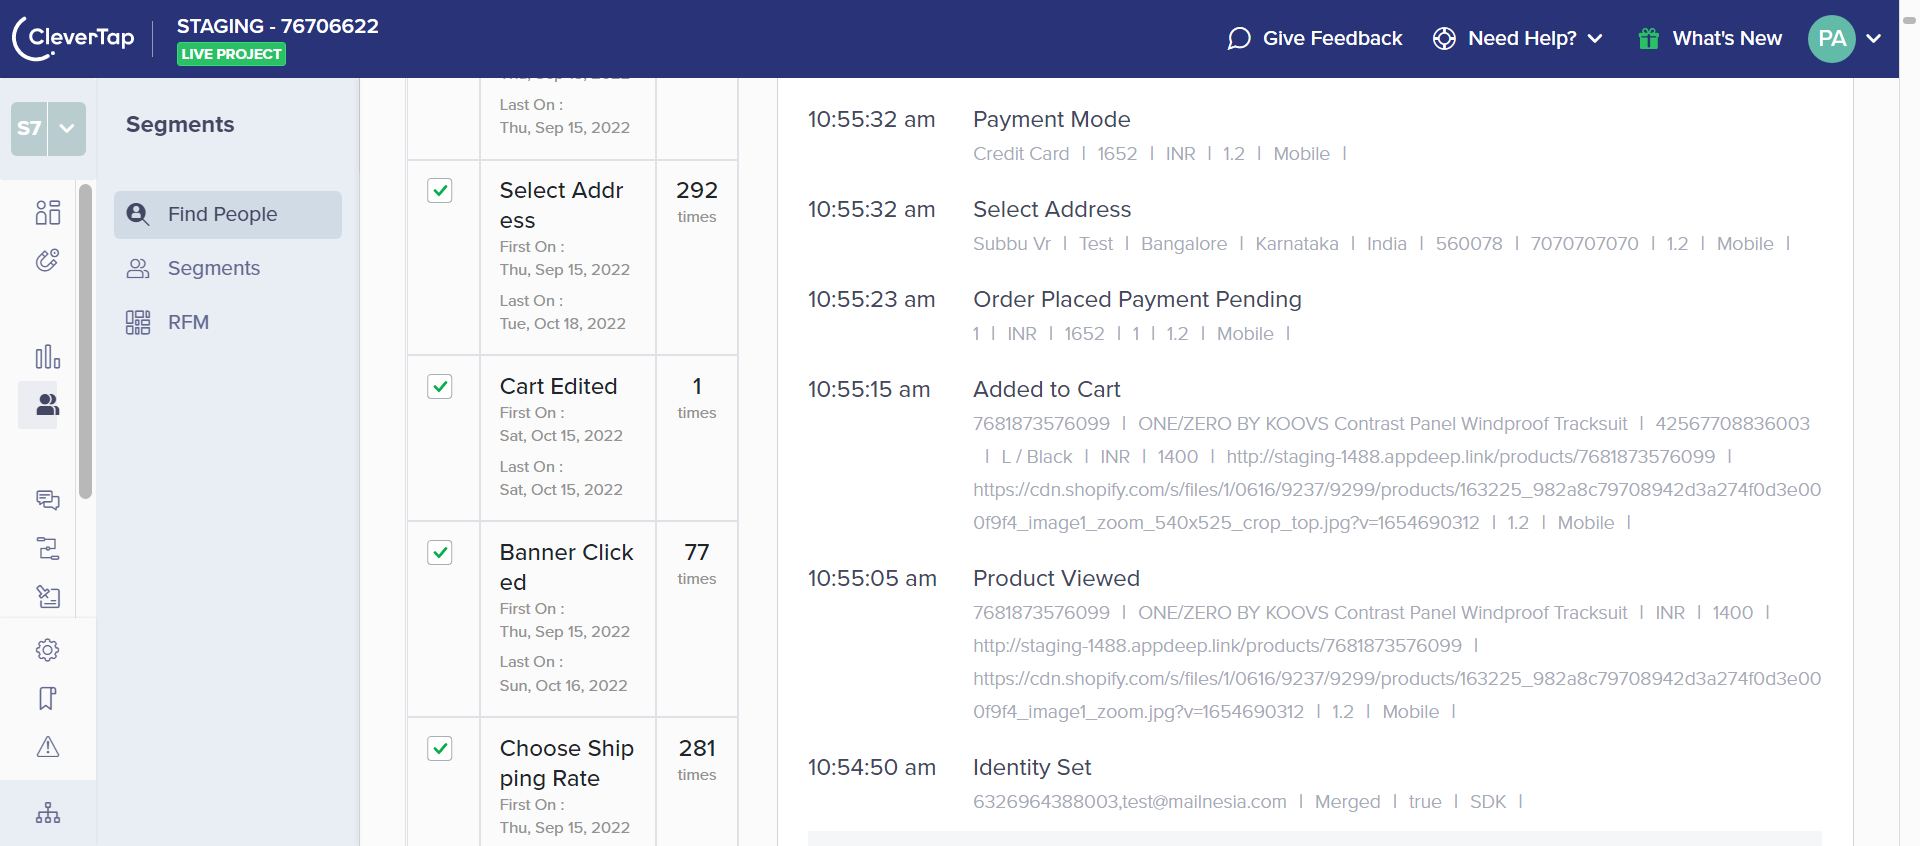 CleverTap
STAGING - 76706622
LIVE PROJECT
Give Feedback
Need Help?
What's New
PA
S7
Segments
Find People
Segments
RFM
Last On :
Thu, Sep 15, 2022
Select Addr
ess
First On :
Thu, Sep 15, 2022
Last On :
Tue, Oct 18, 2022
292
times
Cart Edited
First On :
Sat, Oct 15, 2022
Last On :
Sat, Oct 15, 2022
1
times
Banner Click
ed
First On :
Thu, Sep 15, 2022
Last On :
Sun, Oct 16, 2022
77
times
Choose Ship
ping Rate
First On :
Thu, Sep 15, 2022
281
times
10:55:32 am Payment Mode
Credit Card | 1652 | INR | 1.2 | Mobile |
10:55:32 am Select Address
Subbu Vr | Test | Bangalore | Karnataka | India | 560078 | 7070707070 | 1.2 | Mobile |
10:55:23 am Order Placed Payment Pending
1 | INR | 1652 | 1 | 1.2 | Mobile |
10:55:15 am Added to Cart
7681873576099 | ONE/ZERO BY KOOVS Contrast Panel Windproof Tracksuit | 42567708836003
| L / Black | INR | 1400 | http://staging-1488.appdeep.link/products/7681873576099 |
https://cdn.shopify.com/s/files/1/0616/9237/9299/products/163225_982a8c79708942d3a274f0d3e00
0f9f4_image1_zoom_540x525_crop_top.jpg?v=1654690312 | 1.2 | Mobile |
10:55:05 am Product Viewed
7681873576099 | ONE/ZERO BY KOOVS Contrast Panel Windproof Tracksuit | INR | 1400 |
http://staging-1488.appdeep.link/products/7681873576099 |
https://cdn.shopify.com/s/files/1/0616/9237/9299/products/163225_982a8c79708942d3a274f0d3e00
0f9f4_image1_zoom.jpg?v=1654690312 | 1.2 | Mobile |
10:54:50 am Identity Set
6326964388003,test@mailnesia.com | Merged | true | SDK |